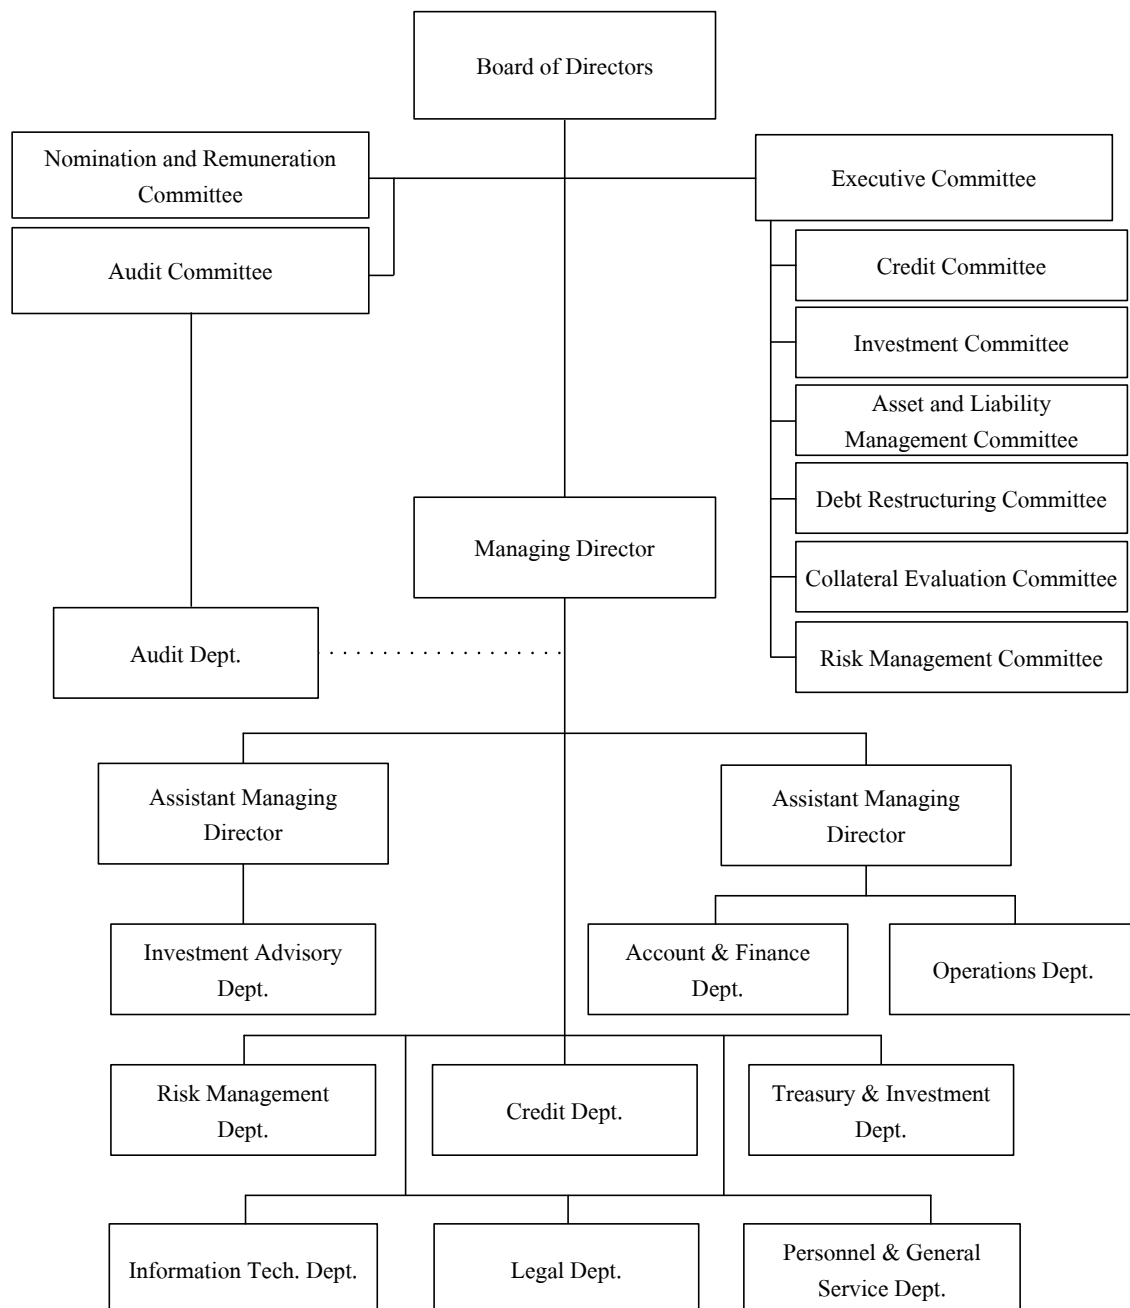 Board of Directors
Nomination and Remuneration
Committee
Executive Committee
Audit Committee
Credit Committee
Investment Committee
Asset and Liability
Management Committee
Debt Restructuring Committee
Managing Director
Collateral Evaluation Committee
Audit Dept.
Risk Management Committee
Assistant Managing
Director
Assistant Managing
Director
Investment Advisory
Dept.
Account & Finance
Dept.
Operations Dept.
Risk Management
Dept.
Credit Dept.
Treasury & Investment
Dept.
Information Tech. Dept.
Legal Dept.
Personnel & General
Service Dept.